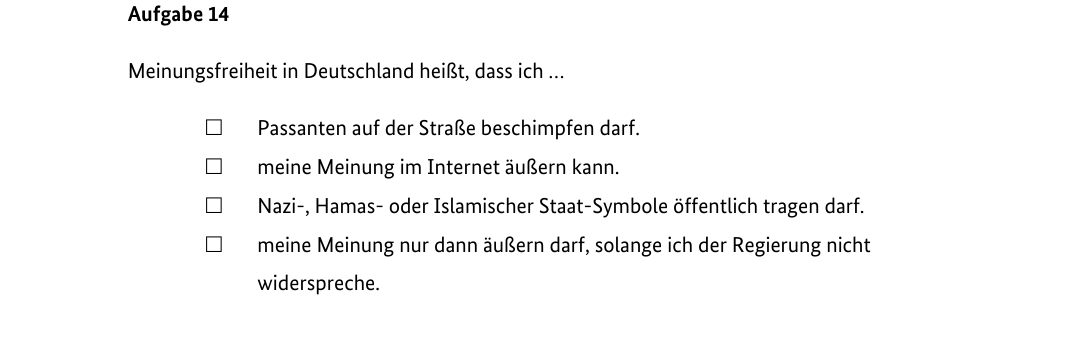 Aufgabe 14
Meinungsfreiheit in Deutschland heißt, dass ich …
☐ Passanten auf der Straße beschimpfen darf.
☐ meine Meinung im Internet äußern kann.
☐ Nazi-, Hamas- oder Islamischer Staat-Symbole öffentlich tragen darf.
☐ meine Meinung nur dann äußern darf, solange ich der Regierung nicht
widerspreche.